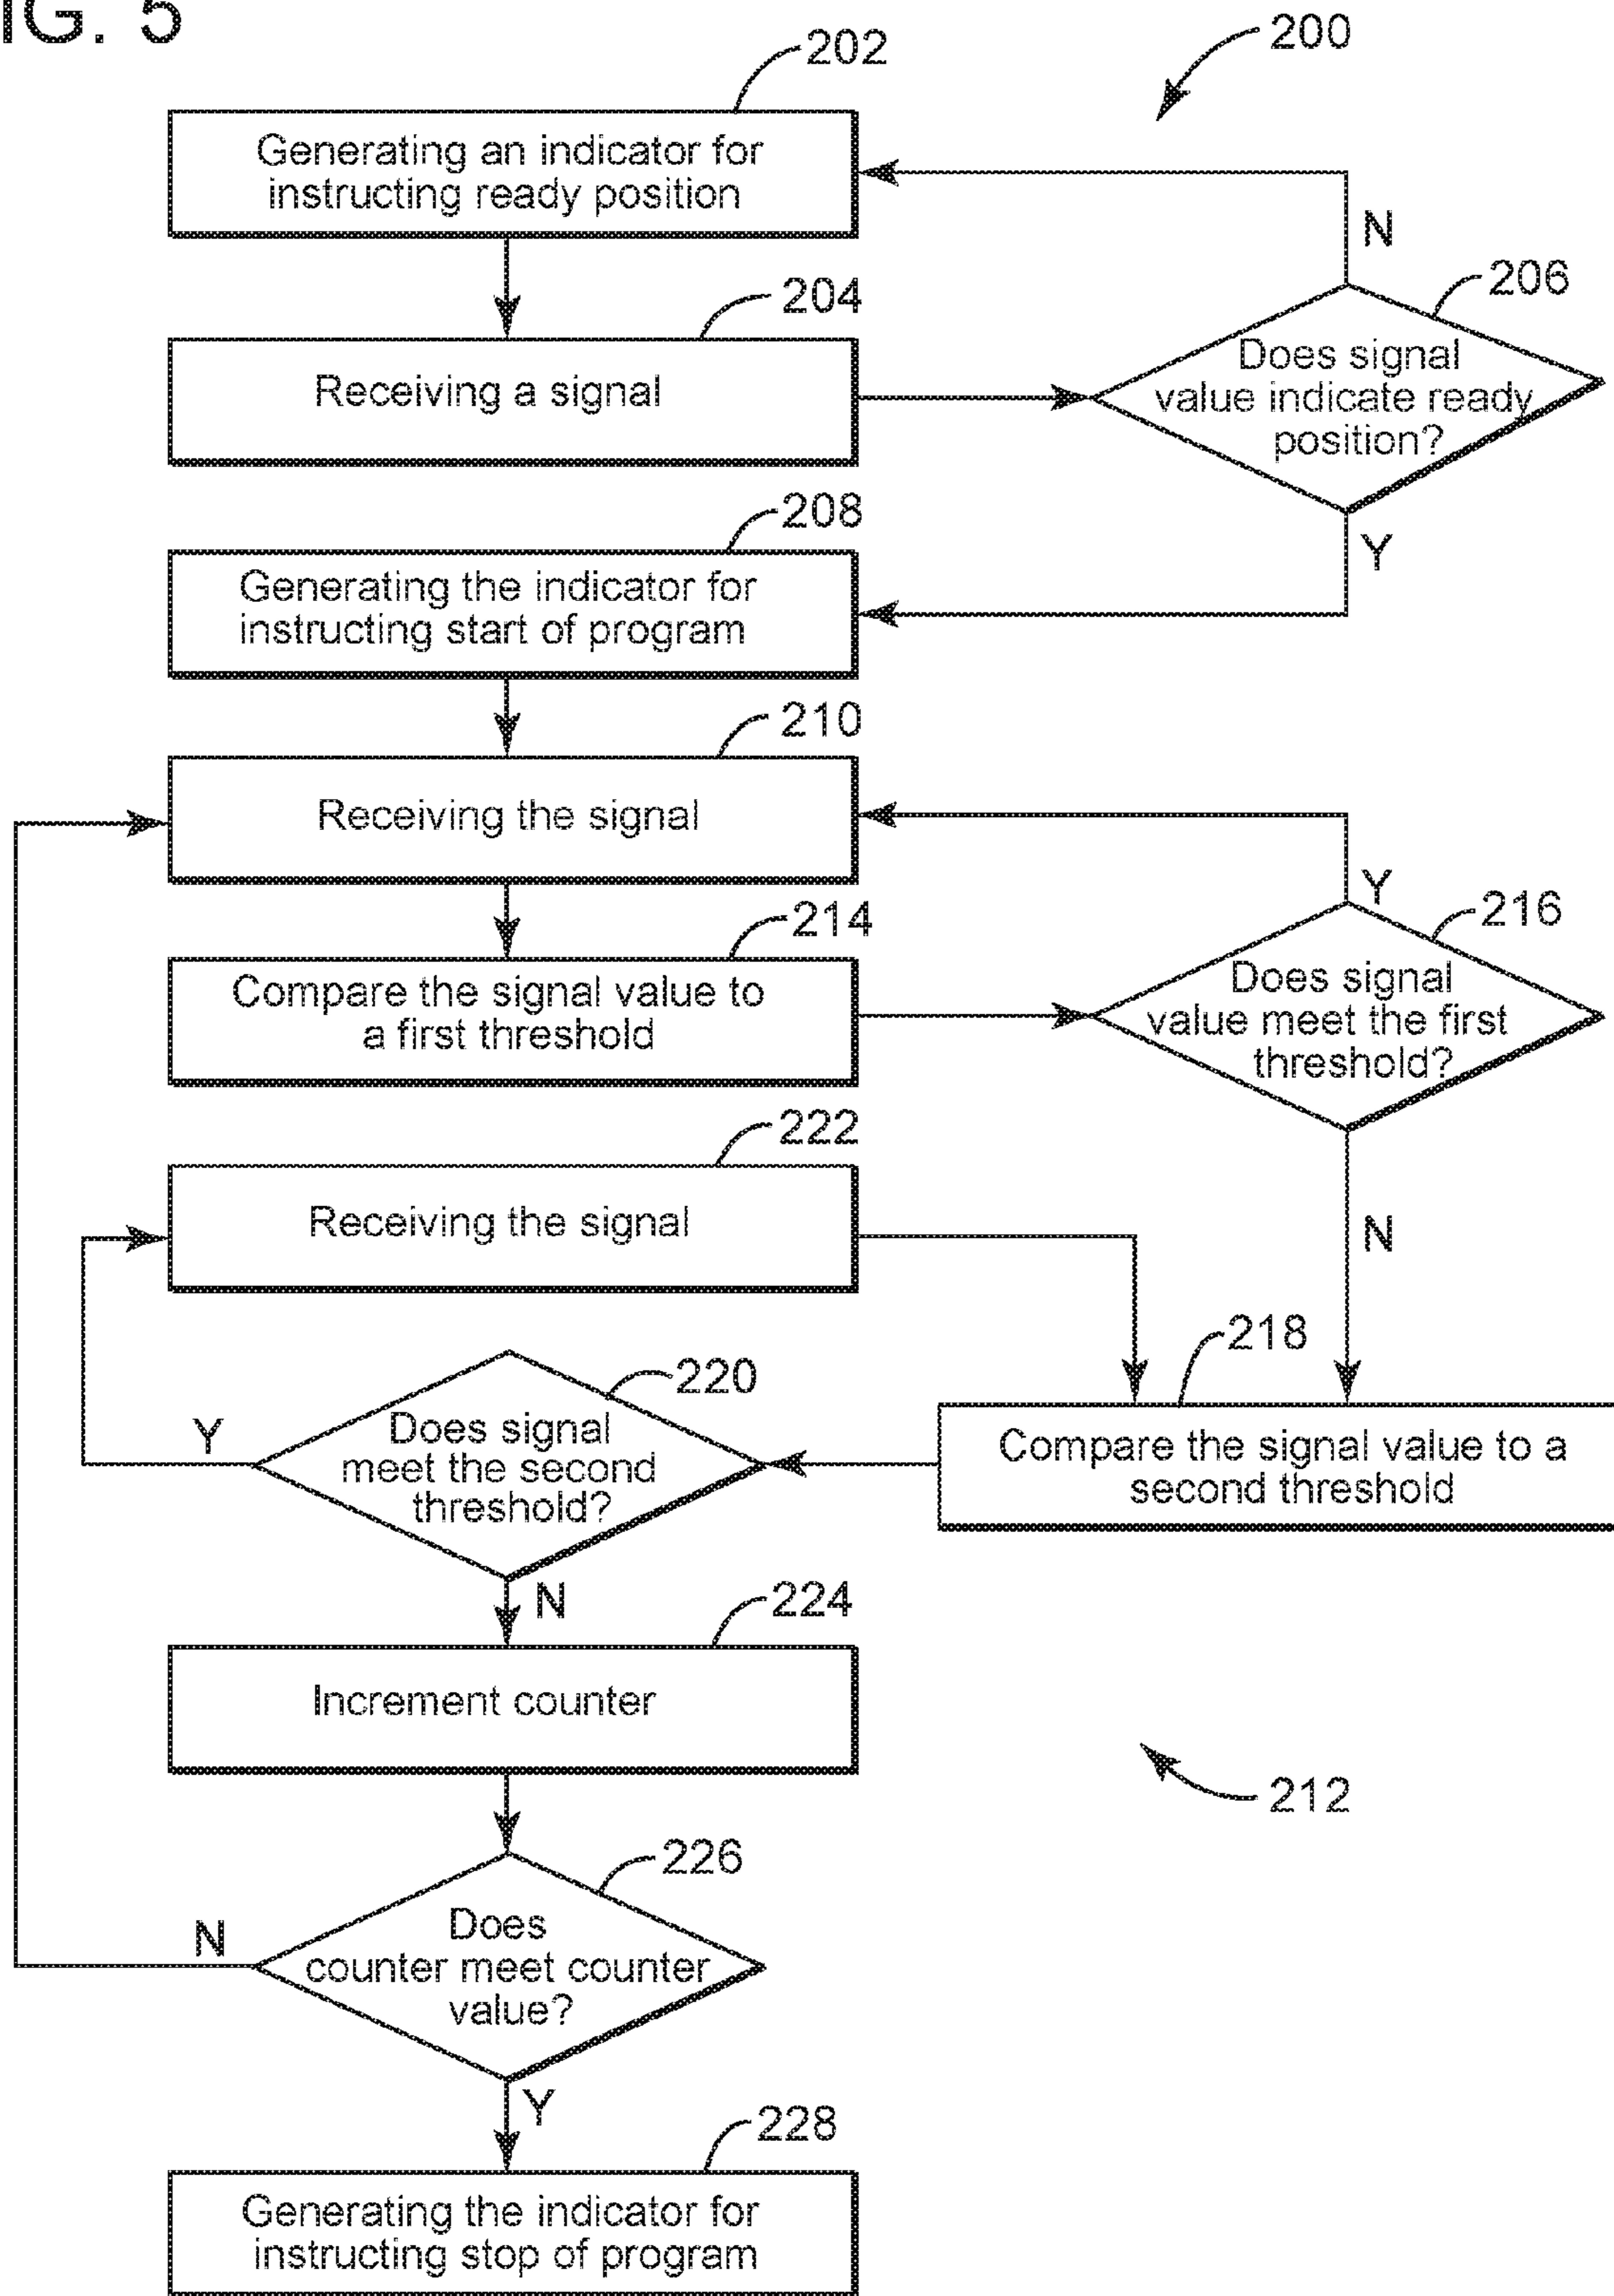 FIG. 5
200
202
Generating an indicator for
instructing ready position
N
204
Receiving a signal
206
Does signal
value indicate ready
position?
Y
208
Generating the indicator for
instructing start of program
210
Receiving the signal
Y
214
Compare the signal value to
a first threshold
216
Does signal
value meet the first
threshold?
222
Receiving the signal
N
218
Compare the signal value to a
second threshold
220
Does signal
meet the second
threshold?
Y
N
224
Increment counter
212
226
Does
counter meet counter
value?
N
Y
228
Generating the indicator for
instructing stop of program